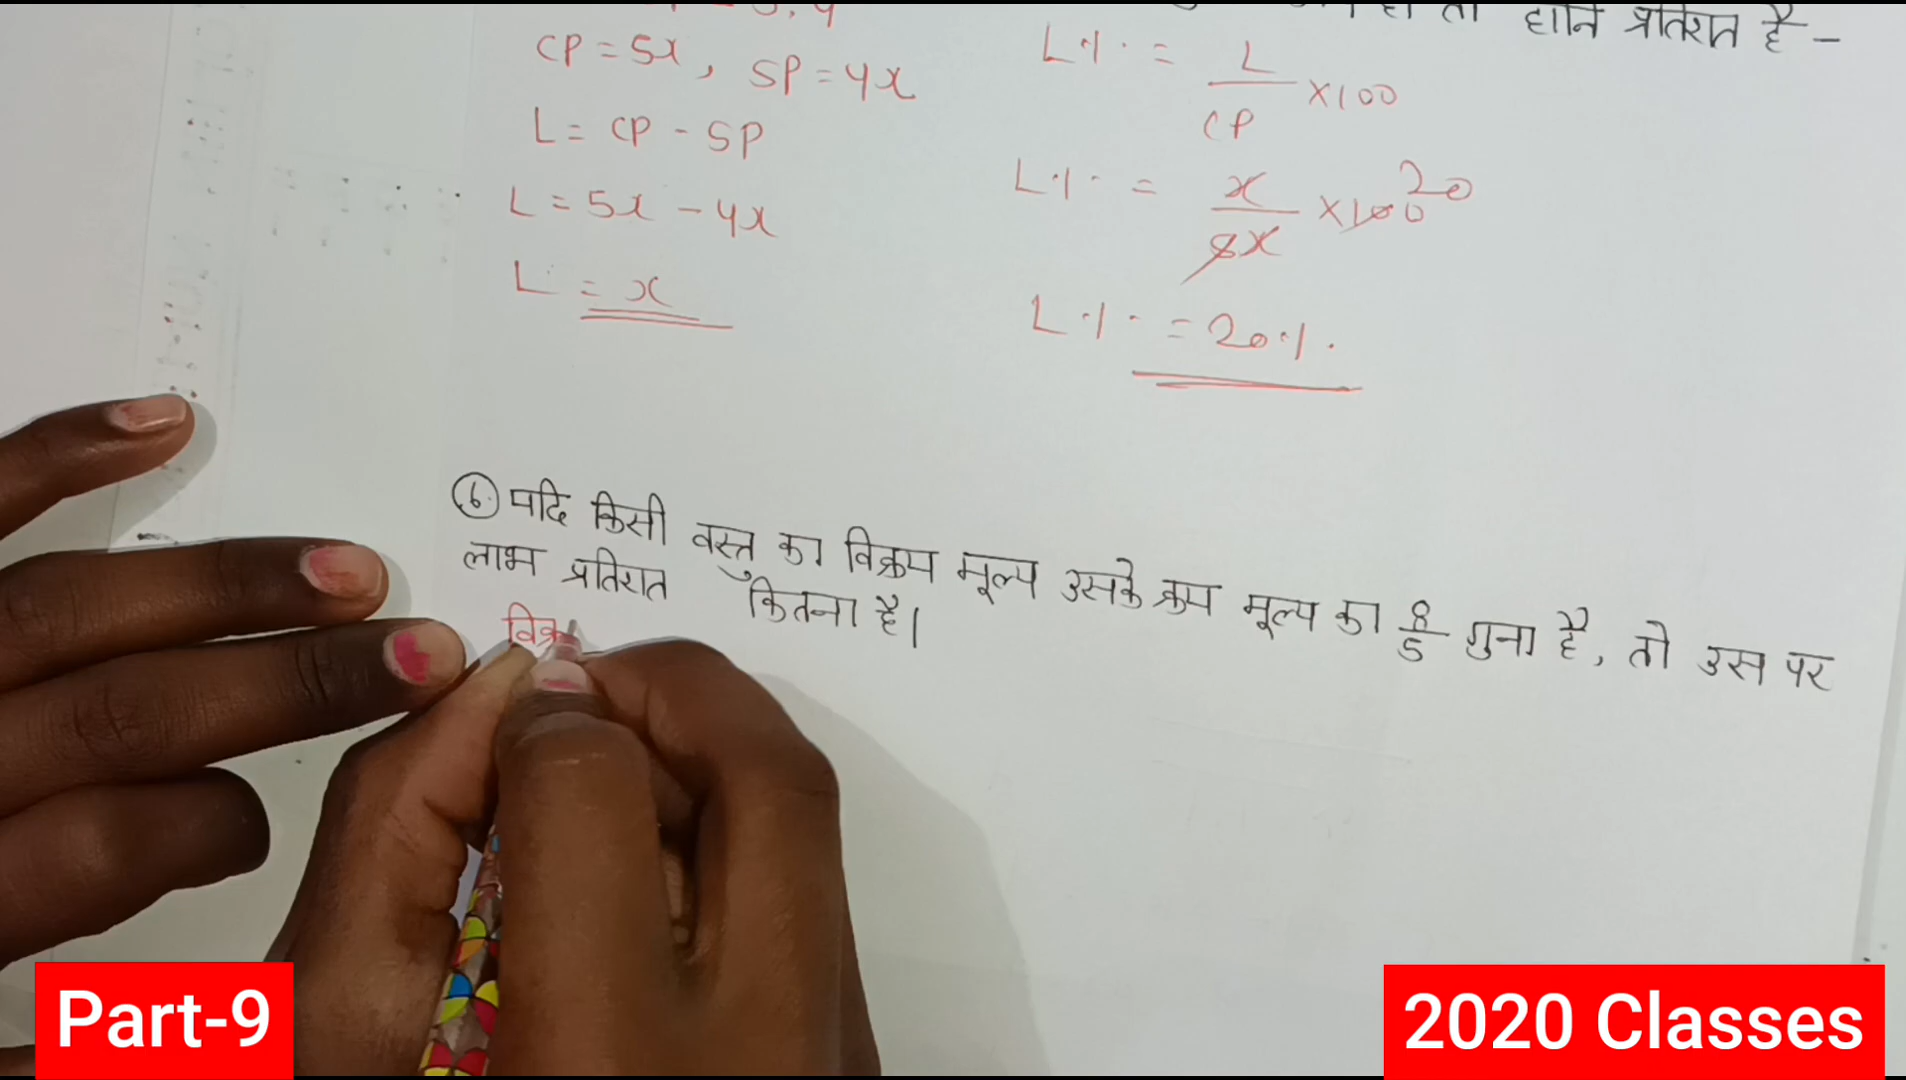 हानि प्रतिशत है -
CP = 5x, SP = 4x
L = CP - SP
L = 5x - 4x
L = x
L% = L/CP ×100
L% = x/5x ×100 20
L% = 20%
⑥ यदि किसी वस्तु का विक्रय मूल्य उसके क्रय मूल्य का 8/5 गुना है, तो उस पर
लाभ प्रतिशत कितना है।
विक्र
Part-9
2020 Classes